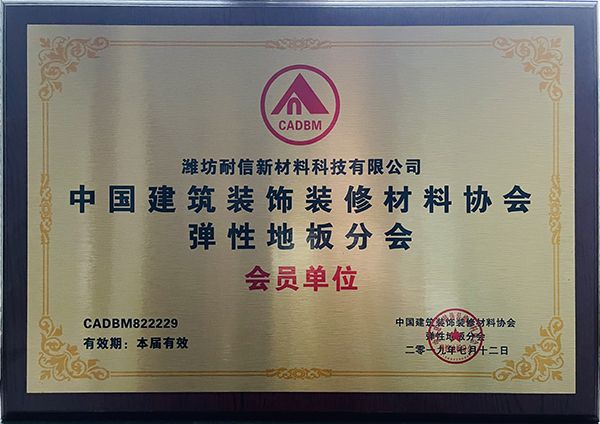 CADBM
潍坊耐信新材料科技有限公司
中国建筑装饰装修材料协会
弹性地板分会
会员单位
CADBM822229
有效期：本届有效
中国建筑装饰装修材料协会
弹性地板分会
二零一九年七月十二日